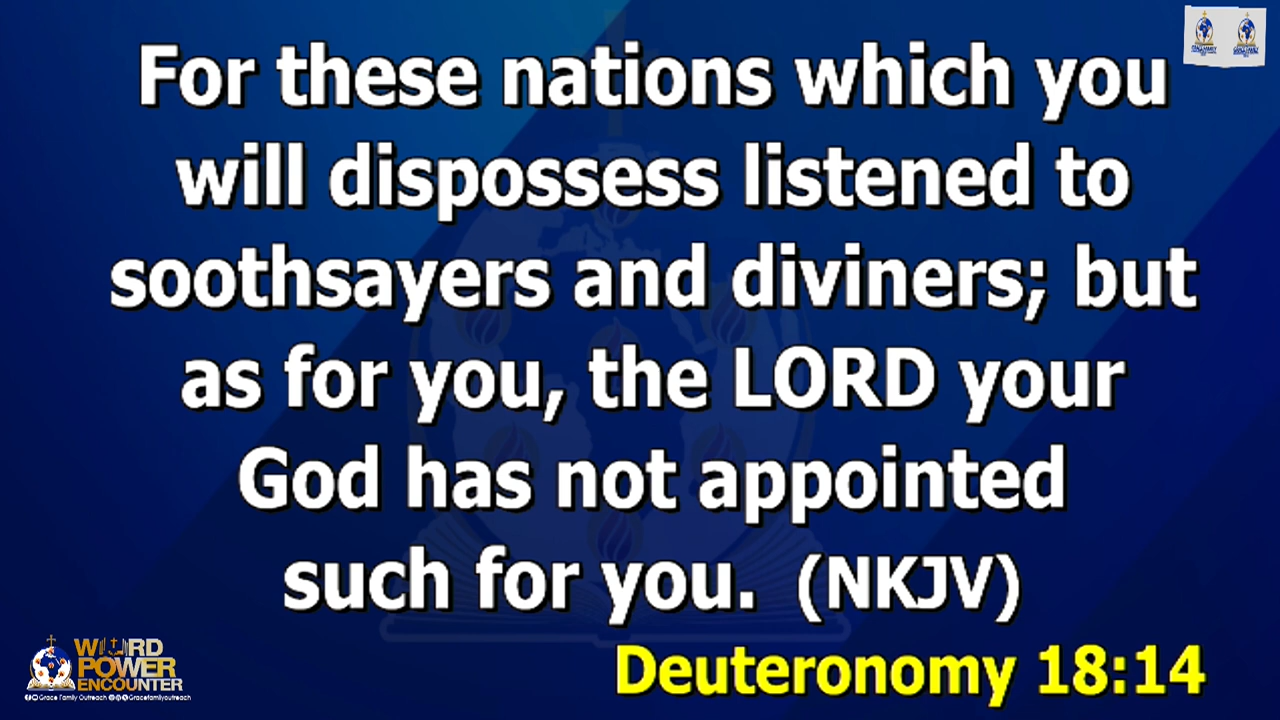 For these nations which you
will dispossess listened to
soothsayers and diviners; but
as for you, the LORD your
God has not appointed
such for you. (NKJV)
Deuteronomy 18:14
WORD
POWER
ENCOUNTER
Grace Family Outreach Gracefamilyoutreach